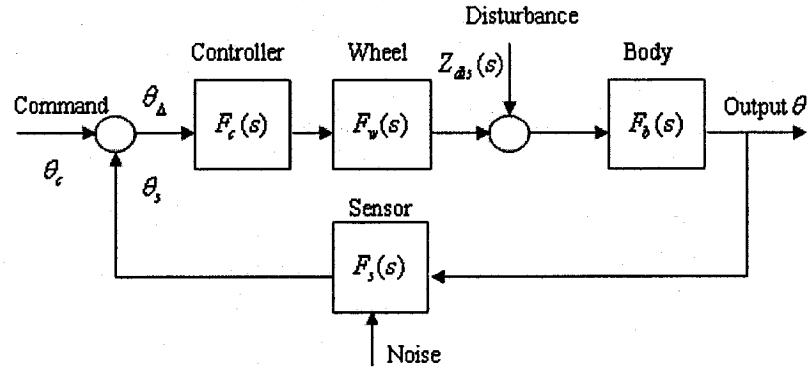 Disturbance
Controller
Wheel
Z_dis(s)
Body
Command
θ_Δ
F_c(s)
F_w(s)
F_b(s)
Output θ
θ_c
θ_s
Sensor
F_s(s)
Noise